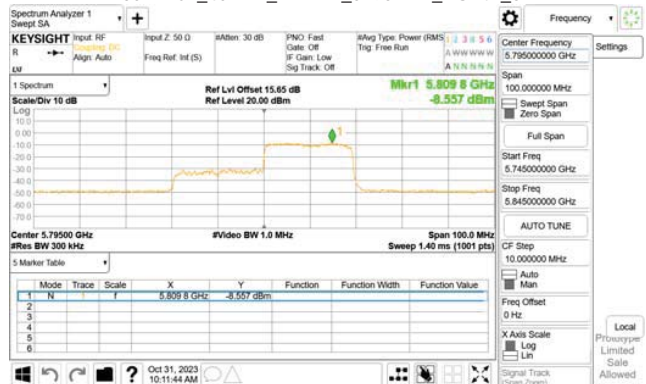 Spectrum Analyzer 1
Swept SA
Frequency
KEYSIGHT
Input: RF
Coupling: DC
Align: Auto
Input Z: 50 Ω
Freq Ref: Int (S)
#Atten: 30 dB
PNO: Fast
Gate: Off
IF Gain: Low
Sig Track: Off
#Avg Type: Power (RMS
Trig: Free Run
1 2 3 4 5 6
A W W W W W
A N N N N N
R
1 Spectrum
Scale/Div 10 dB
Log
Ref Lvl Offset 15.65 dB
Ref Level 20.00 dBm
Mkr1 5.809 8 GHz
-8.557 dBm
10.0
0.00
-10.0
-20.0
-30.0
-40.0
-50.0
-60.0
-70.0
1
Center 5.79500 GHz
#Res BW 300 kHz
#Video BW 1.0 MHz
Span 100.0 MHz
Sweep 1.40 ms (1001 pts)
5 Marker Table
Mode Trace Scale X Y Function Function Width Function Value
1 N 1 f 5.809 8 GHz -8.557 dBm
2
3
4
5
6
Oct 31, 2023
10:11:44 AM
Center Frequency
5.795000000 GHz
Settings
Span
100.000000 MHz
Swept Span
Zero Span
Full Span
Start Freq
5.745000000 GHz
Stop Freq
5.845000000 GHz
AUTO TUNE
CF Step
10.000000 MHz
Auto
Man
Freq Offset
0 Hz
X Axis Scale
Log
Lin
Signal Track
(Span Zoom)
Local
Prototype
Limited
Sale
Allowed